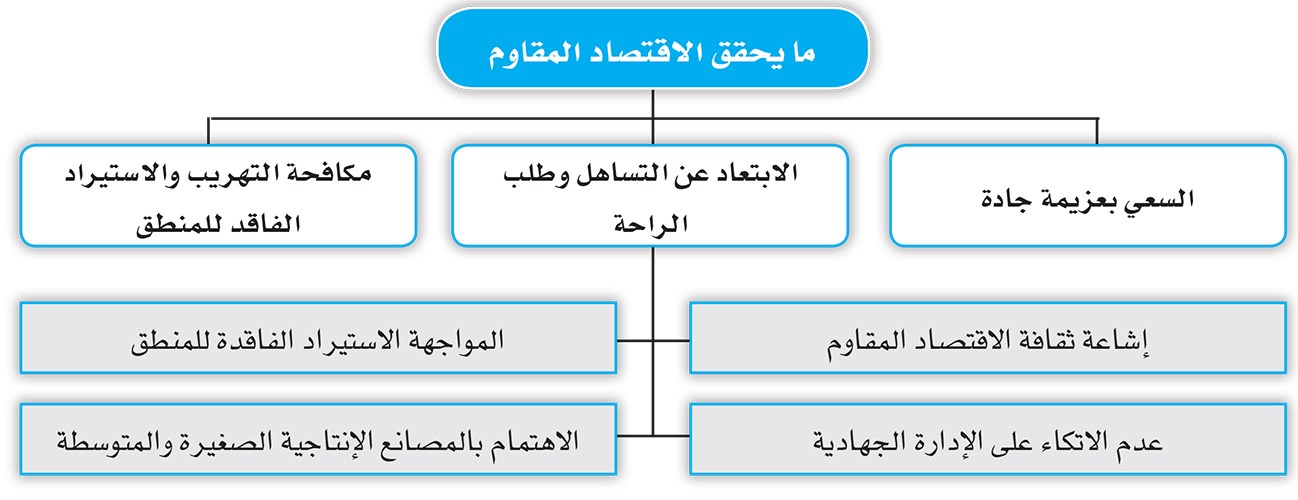 ما يحقق الاقتصاد المقاوم
السعي بعزيمة جادة
الابتعاد عن التساهل وطلب
الراحة
مكافحة التهريب والاستيراد
الفاقد للمنطق
إشاعة ثقافة الاقتصاد المقاوم
المواجهة الاستيراد الفاقدة للمنطق
عدم الاتكاء على الإدارة الجهادية
الاهتمام بالمصانع الإنتاجية الصغيرة والمتوسطة